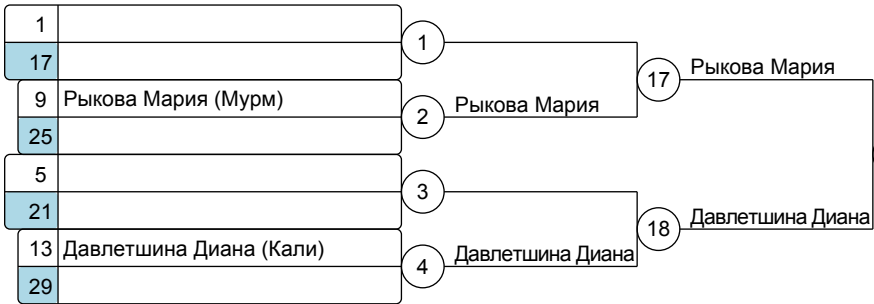 1
1
17
17
Рыкова Мария
9 Рыкова Мария (Мурм)
2 Рыкова Мария
25
5
3
21
18 Давлетшина Диана
13 Давлетшина Диана (Кали)
4 Давлетшина Диана
29